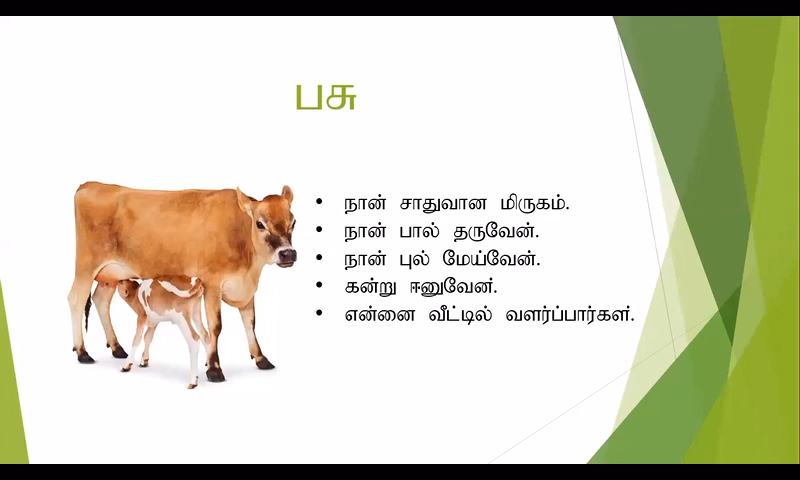 பசு
• நான் சாதுவான மிருகம்.
• நான் பால் தருவேன்.
• நான் புல் மேய்வேன்.
• கன்று ஈனுவேன்.
• என்னை வீட்டில் வளர்ப்பார்கள்.